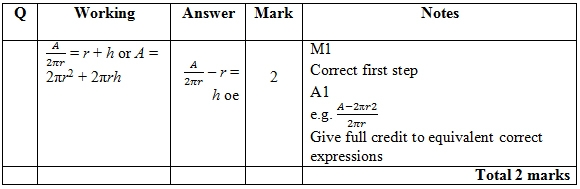 Q Working Answer Mark Notes
A/2πr = r + h or A =
2πr² + 2πrh
A/2πr − r =
h oe
2
M1
Correct first step
A1
e.g. A−2πr2/2πr
Give full credit to equivalent correct
expressions
Total 2 marks